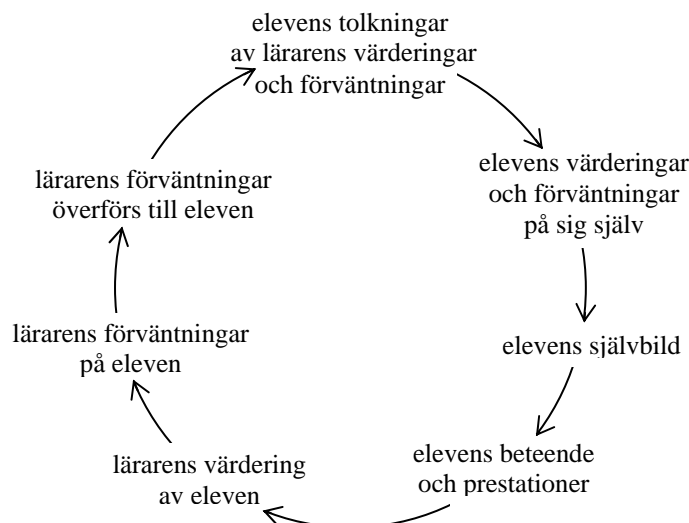 elevens tolkningar
av lärarens värderingar
och förväntningar
elevens värderingar
och förväntningar
på sig själv
elevens självbild
elevens beteende
och prestationer
lärarens värdering
av eleven
lärarens förväntningar
på eleven
lärarens förväntningar
överförs till eleven